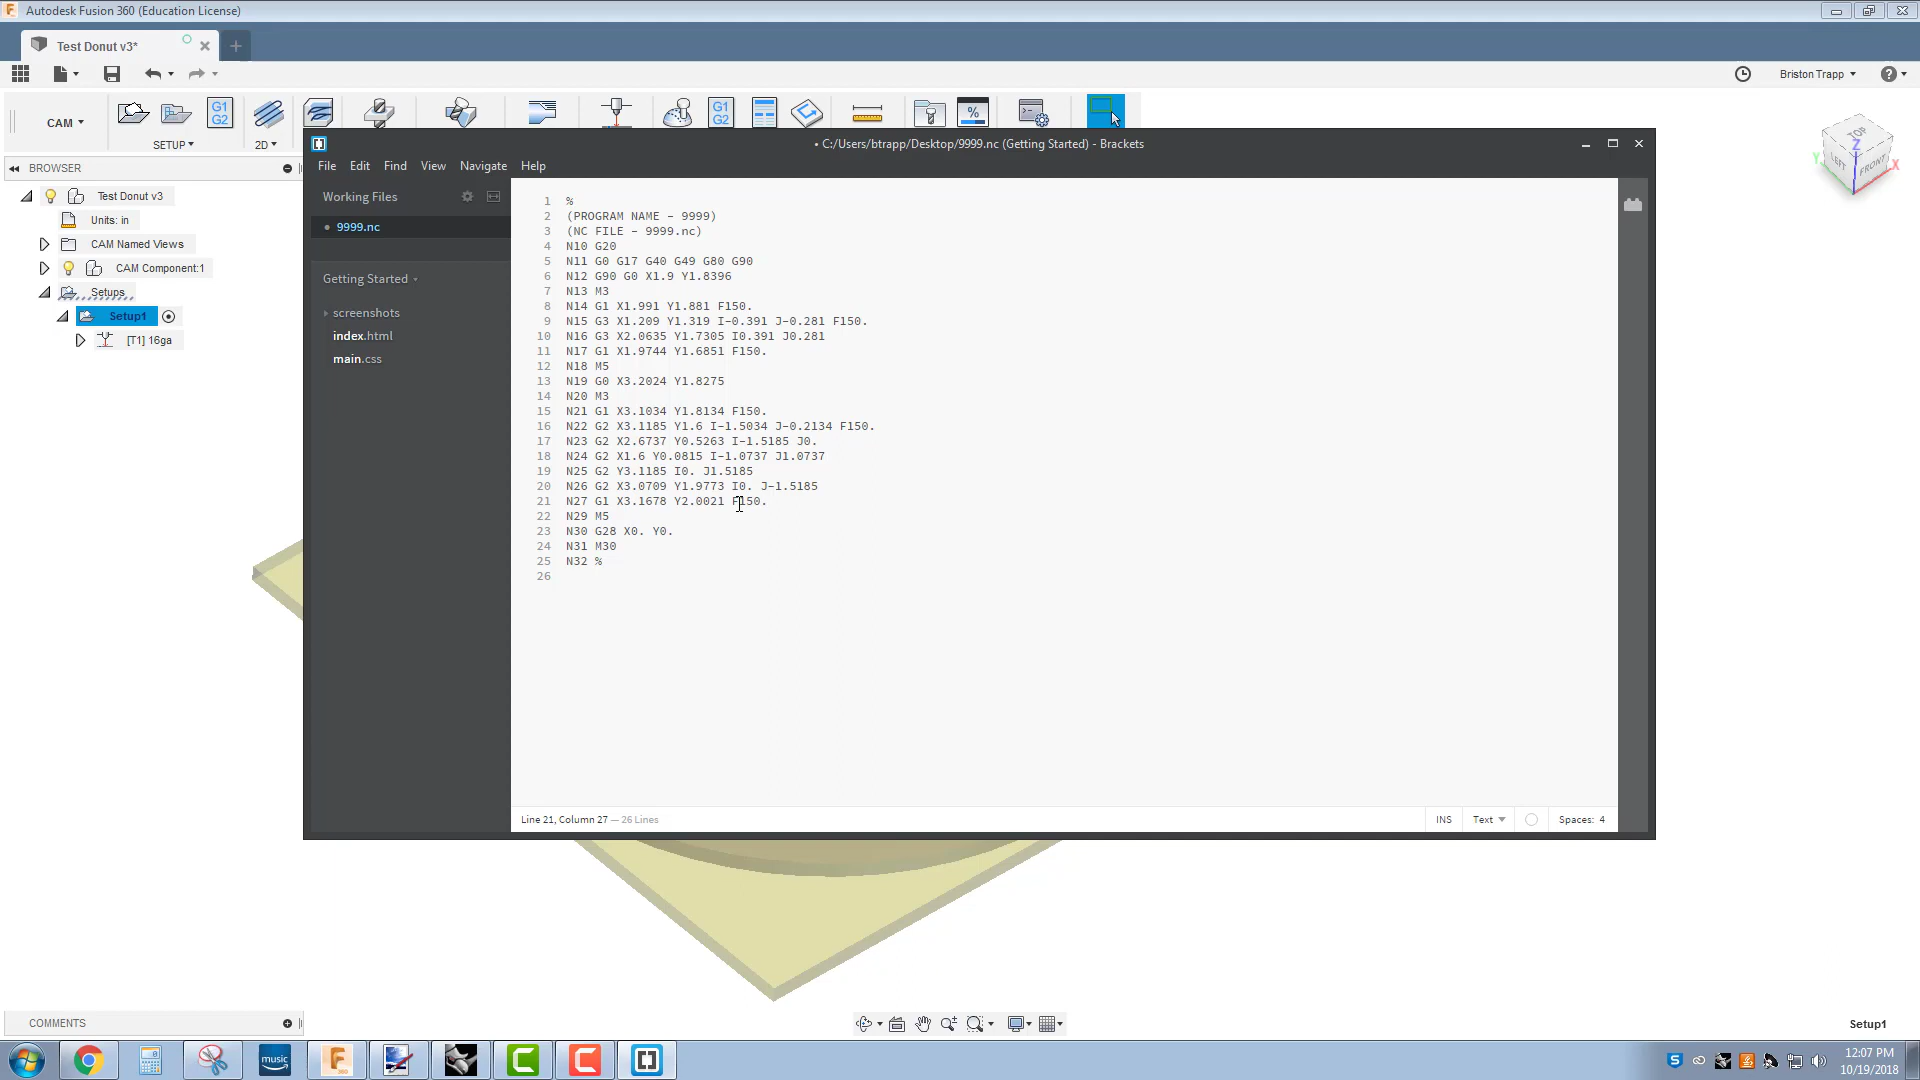 Autodesk Fusion 360 (Education License)
Test Donut v3*
Briston Trapp
CAM
G1 G2
G1 G2
%
SETUP
2D
TOP
LEFT
FRONT
Z
Y
X
BROWSER
Test Donut v3
Units: in
CAM Named Views
CAM Component:1
Setups
Setup1
[T1] 16ga
• C:/Users/btrapp/Desktop/9999.nc (Getting Started) - Brackets
File Edit Find View Navigate Help
Working Files
9999.nc
Getting Started
screenshots
index.html
main.css
1 %
2 (PROGRAM NAME - 9999)
3 (NC FILE - 9999.nc)
4 N10 G20
5 N11 G0 G17 G40 G49 G80 G90
6 N12 G90 G0 X1.9 Y1.8396
7 N13 M3
8 N14 G1 X1.991 Y1.881 F150.
9 N15 G3 X1.209 Y1.319 I-0.391 J-0.281 F150.
10 N16 G3 X2.0635 Y1.7305 I0.391 J0.281
11 N17 G1 X1.9744 Y1.6851 F150.
12 N18 M5
13 N19 G0 X3.2024 Y1.8275
14 N20 M3
15 N21 G1 X3.1034 Y1.8134 F150.
16 N22 G2 X3.1185 Y1.6 I-1.5034 J-0.2134 F150.
17 N23 G2 X2.6737 Y0.5263 I-1.5185 J0.
18 N24 G2 X1.6 Y0.0815 I-1.0737 J1.0737
19 N25 G2 Y3.1185 I0. J1.5185
20 N26 G2 X3.0709 Y1.9773 I0. J-1.5185
21 N27 G1 X3.1678 Y2.0021 F150.
22 N29 M5
23 N30 G28 X0. Y0.
24 N31 M30
25 N32 %
26
Line 21, Column 27 — 26 Lines
INS
Text
Spaces: 4
COMMENTS
Setup1
music
F
360
C
C
S
12:07 PM
10/19/2018